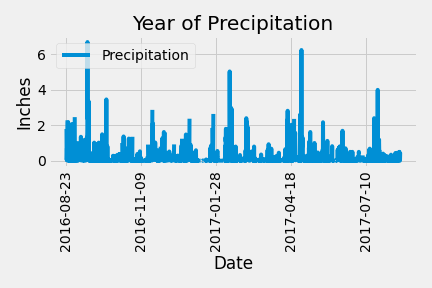 Year of Precipitation
Precipitation
Inches
6
4
2
0
2016-08-23
2016-11-09
2017-01-28
2017-04-18
2017-07-10
Date